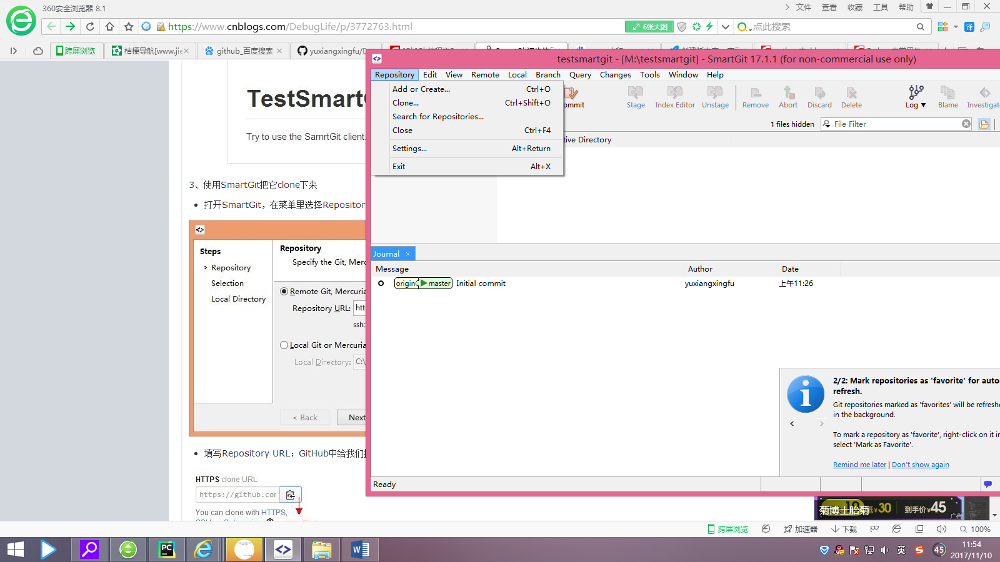 360安全浏览器 8.1
文件 查看 收藏 工具 帮助
https://www.cnblogs.com/DebugLife/p/3772763.html
6张大图
点此搜索
译
跨屏浏览
桔梗导航[www.jie
github_百度搜索
yuxiangxingfu/D
testsmartgit - [M:\testsmartgit] - SmartGit 17.1.1 (for non-commercial use only)
Repository Edit View Remote Local Branch Query Changes Tools Window Help
Add or Create... Ctrl+O
Clone... Ctrl+Shift+O
Search for Repositories...
Close Ctrl+F4
Settings... Alt+Return
Exit Alt+X
ommit Stage Index Editor Unstage Remove Abort Discard Delete Log Blame Investigat
1 files hidden File Filter
tive Directory
TestSmart
Try to use the SamrtGit client.
3、使用SmartGit把它clone下来
打开SmartGit，在菜单里选择Repositor
Steps
Repository
Selection
Local Directory
Repository
Specify the Git, Merc
Remote Git, Mercuria
Repository URL: htt
ssh:
Local Git or Mercuria
Local Directory: C:\
< Back Next
填写Repository URL：GitHub中给我们
HTTPS clone URL
https://github.com
You can clone with HTTPS,
Journal
Message Author Date
origin master Initial commit yuxiangxingfu 上午11:26
2/2: Mark repositories as 'favorite' for auto
refresh.
Git repositories marked as 'favorites' will be refreshe
in the background.
To mark a repository as 'favorite', right-click on it in
select 'Mark as Favorite'.
Remind me later | Don't show again
Ready
菊博士胎菊
30
到手价¥45
广告
跨屏浏览 加速器 下载 100%
PC
W
英
45
11:54
2017/11/10